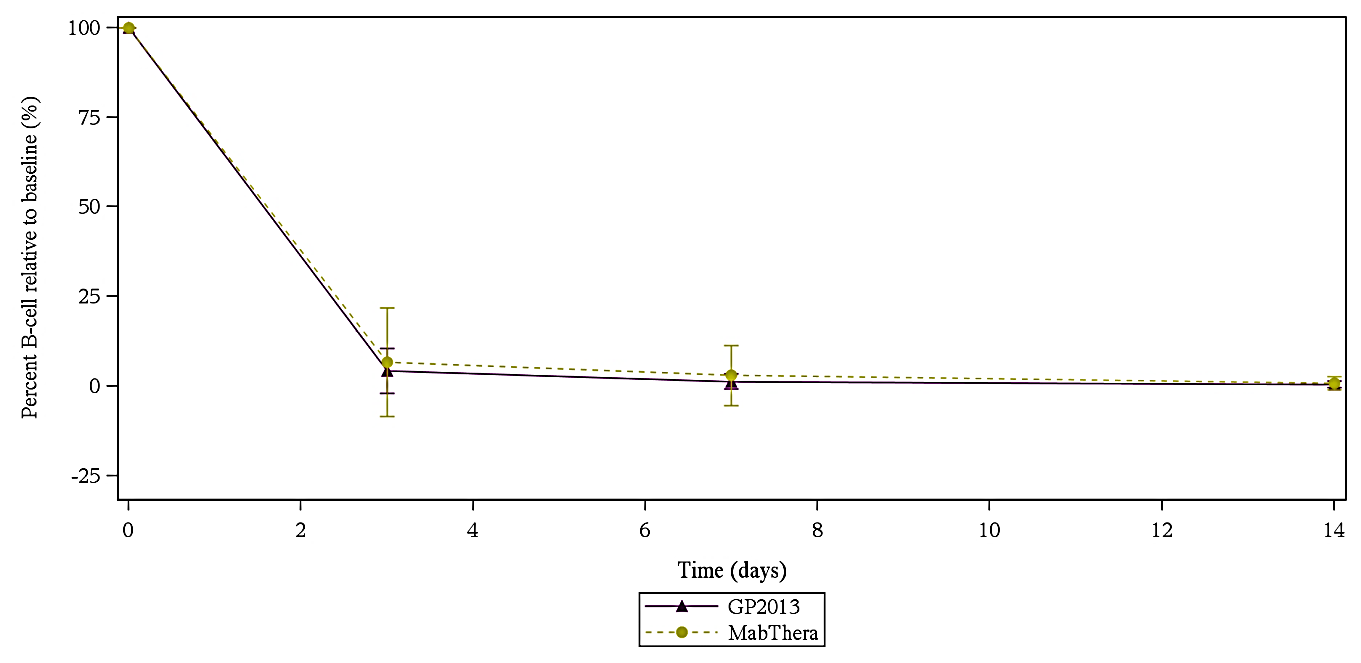 Percent B-cell relative to baseline (%)
100
75
50
25
0
-25
0 2 4 6 8 10 12 14
Time (days)
GP2013
MabThera